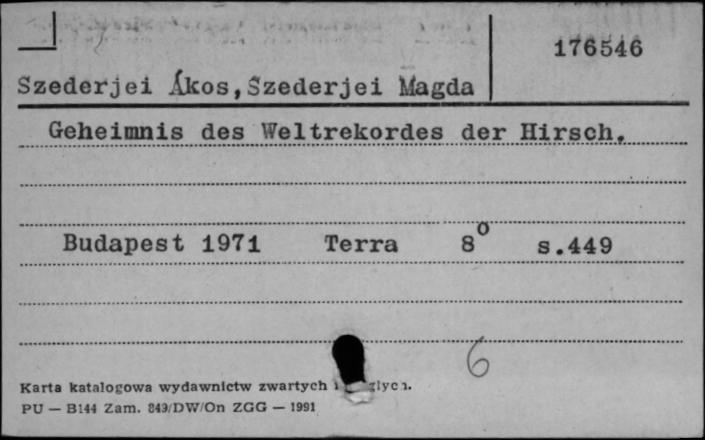 176546
Szederjei Ákos, Szederjei Magda
Geheimnis des Weltrekordes der Hirsch.
Budapest 1971 Terra 8⁰ s.449
6
Karta katalogowa wydawnictw zwartych
PU — B144 Zam. 849/DW/On ZGG — 1991